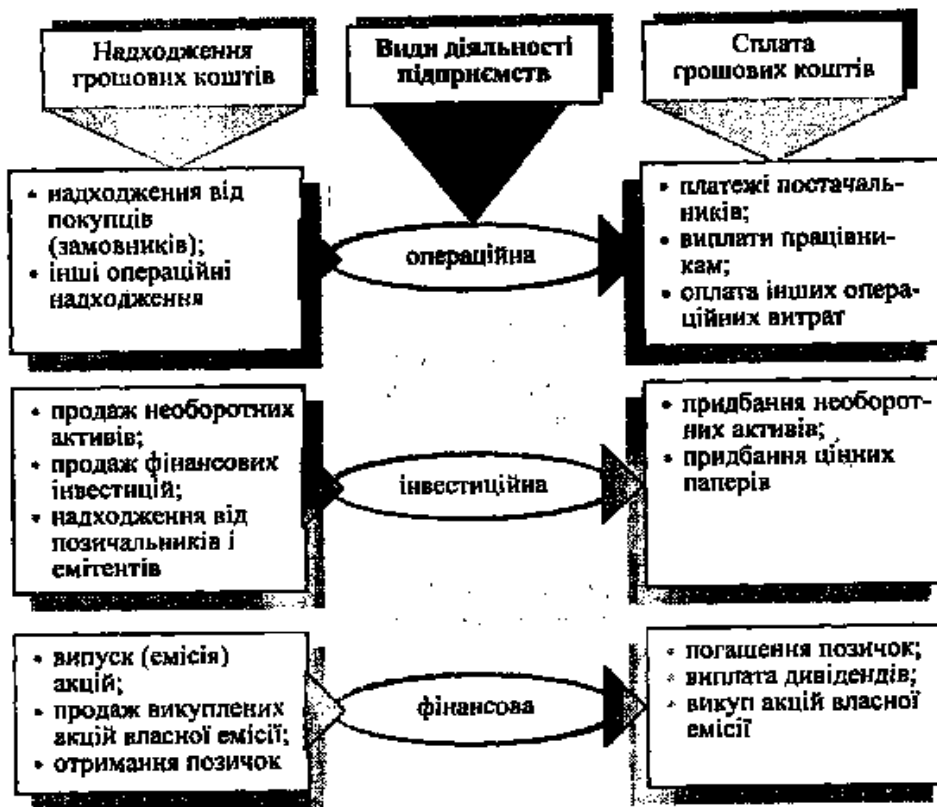 Надходження
грошових коштів
Види діяльності
підприємств
Сплата
грошових коштів
• надходження від
покупців
(замовників);
• інші операційні
надходження
операційна
• платежі постачаль-
ників;
• виплати працівни-
кам;
• оплата інших опера-
ційних витрат
• продаж необоротних
активів;
• продаж фінансових
інвестицій;
• надходження від
позичальників і
емітентів
інвестиційна
• придбання необорот-
них активів;
• придбання цінних
паперів
• випуск (емісія)
акцій;
• продаж викуплених
акцій власної емісії;
• отримання позичок
фінансова
• погашення позичок;
• виплата дивидендів;
• викуп акцій власної
емісії